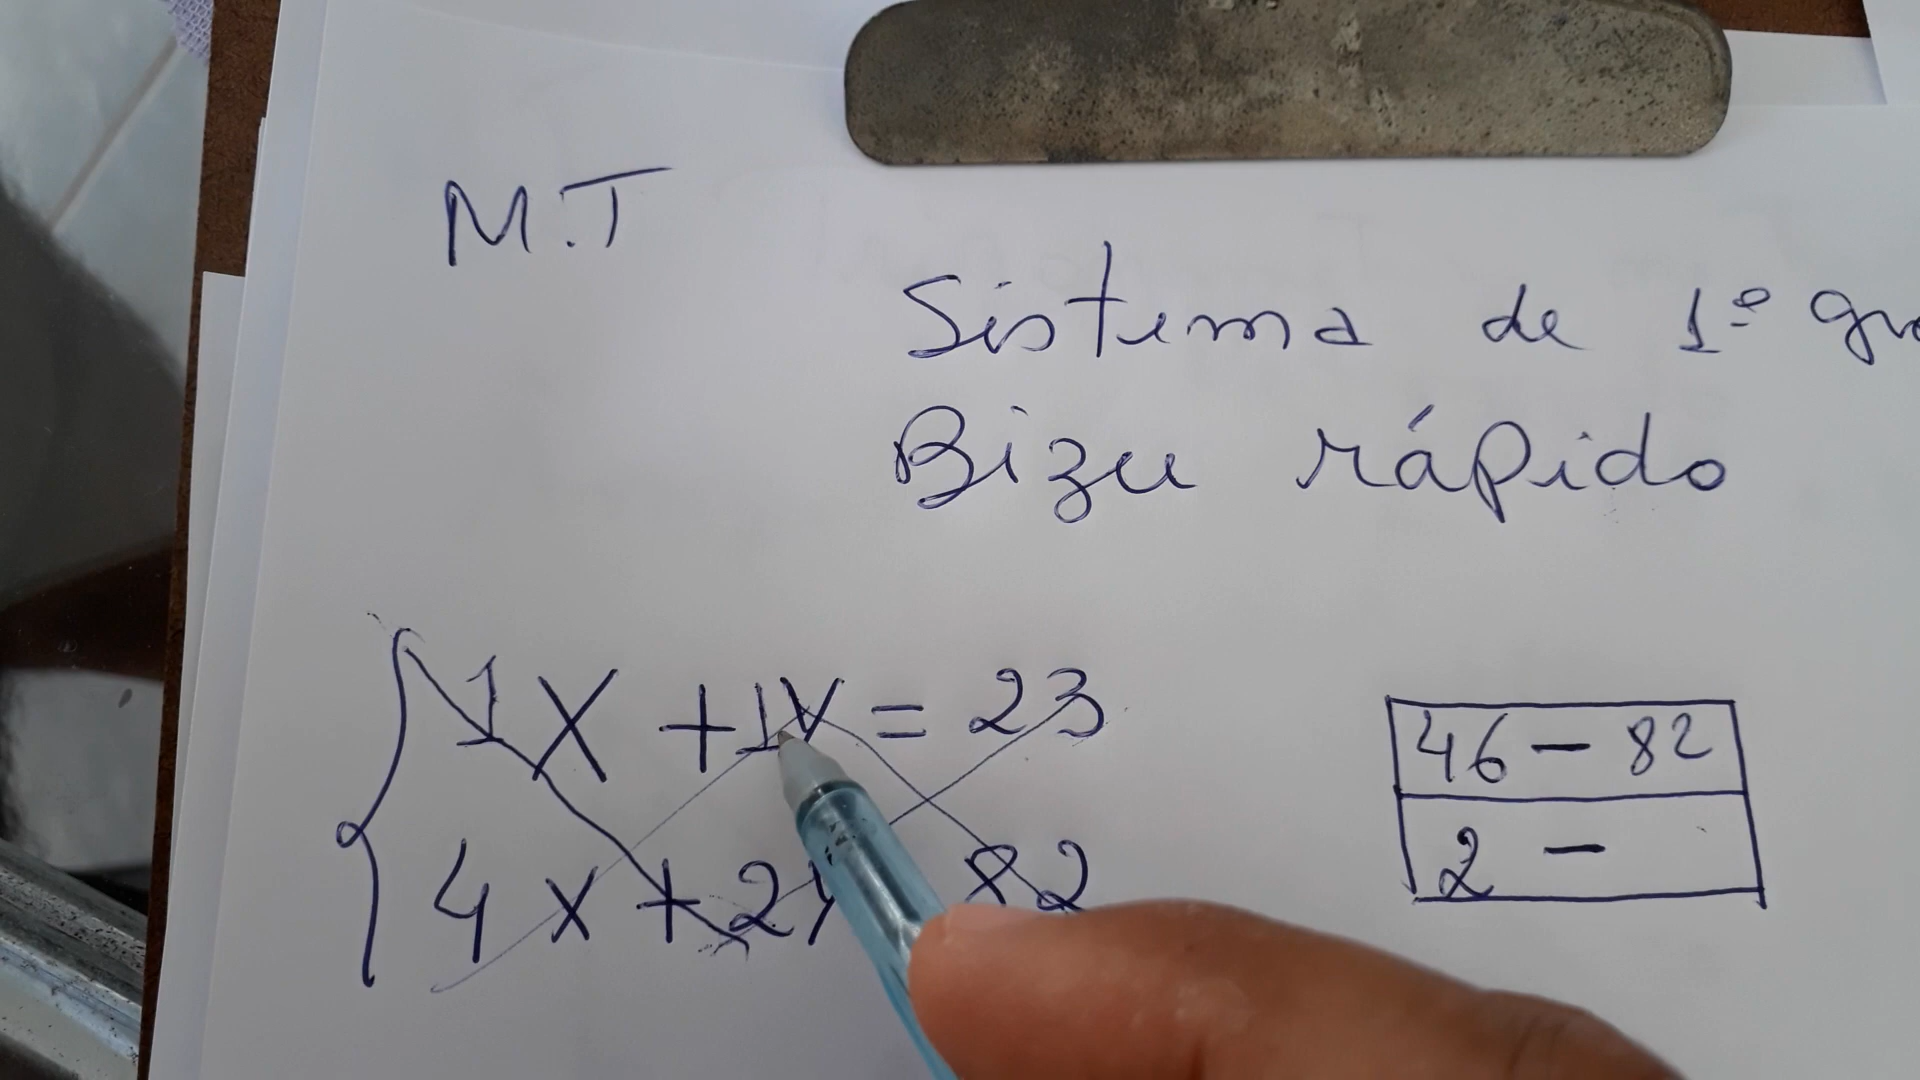 M.T
Sistema de 1º
Bizu rápido
1X + 1Y = 23
4x + 2y 82
46 - 82
2 -